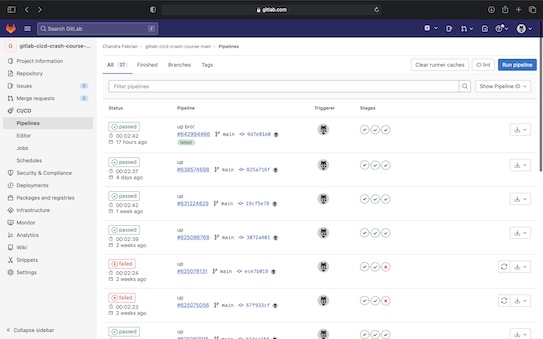 gitlab.com
Search GitLab
/
G gitlab-cicd-crash-course-...
Project information
Repository
Issues 0
Merge requests 0
CI/CD
Pipelines
Editor
Jobs
Schedules
Security & Compliance
Deployments
Packages and registries
Infrastructure
Monitor
Analytics
Wiki
Snippets
Settings
Collapse sidebar
Chandra Febrian › gitlab-cicd-crash-course-main › Pipelines
All 27 Finished Branches Tags
Clear runner caches CI lint Run pipeline
Filter pipelines
Show Pipeline ID
Status Pipeline Triggerer Stages
passed up bro!
00:02:42 #642994466 main 9d7e81e0
17 hours ago latest
passed up
00:02:37 #638574698 main 825a716f
4 days ago
passed up
00:02:42 #631224829 main 19cf5e78
1 week ago
passed up
00:02:39 #625086768 main 3072a401
2 weeks ago
failed up
00:02:24 #625078131 main ece7b019
2 weeks ago
failed up
00:02:23 #625075056 main 67f933cf
2 weeks ago
passed up